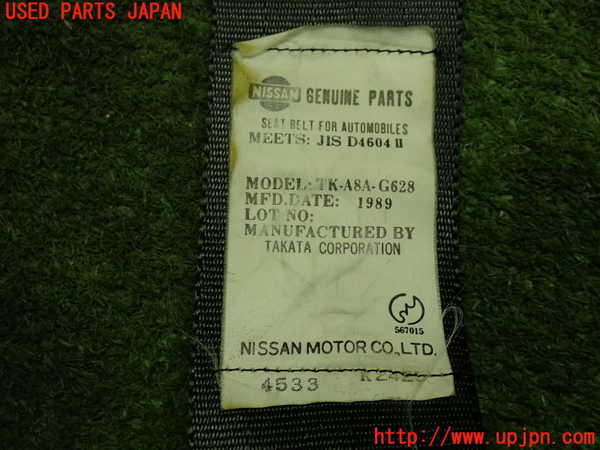 USED PARTS JAPAN
NISSAN GENUINE PARTS
SEAT BELT FOR AUTOMOBILES
MEETS: JIS D4604 II
MODEL: TK-A8A-G628
MFD.DATE: 1989
LOT NO:
MANUFACTURED BY
TAKATA CORPORATION
567015
NISSAN MOTOR CO.,LTD.
4533
http://www.upjpn.com/